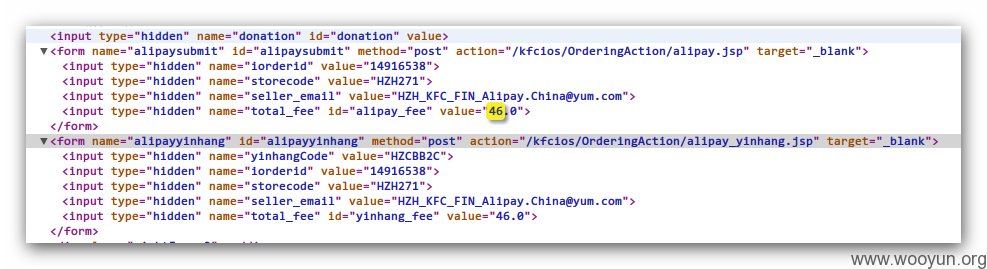 <input type="hidden" name="donation" id="donation" value>
▼<form name="alipaysubmit" id="alipaysubmit" method="post" action="/kfcios/OrderingAction/alipay.jsp" target="_blank">
<input type="hidden" name="iorderid" value="14916538">
<input type="hidden" name="storecode" value="HZH271">
<input type="hidden" name="seller_email" value="HZH_KFC_FIN_Alipay.China@yum.com">
<input type="hidden" name="total_fee" id="alipay_fee" value="46.0">
</form>
▼<form name="alipayyinhang" id="alipayyinhang" method="post" action="/kfcios/OrderingAction/alipay_yinhang.jsp" target="_blank">
<input type="hidden" name="yinhangCode" value="HZCBB2C">
<input type="hidden" name="iorderid" value="14916538">
<input type="hidden" name="storecode" value="HZH271">
<input type="hidden" name="seller_email" value="HZH_KFC_FIN_Alipay.China@yum.com">
<input type="hidden" name="total_fee" id="yinhang_fee" value="46.0">
</form>
www.wooyun.org